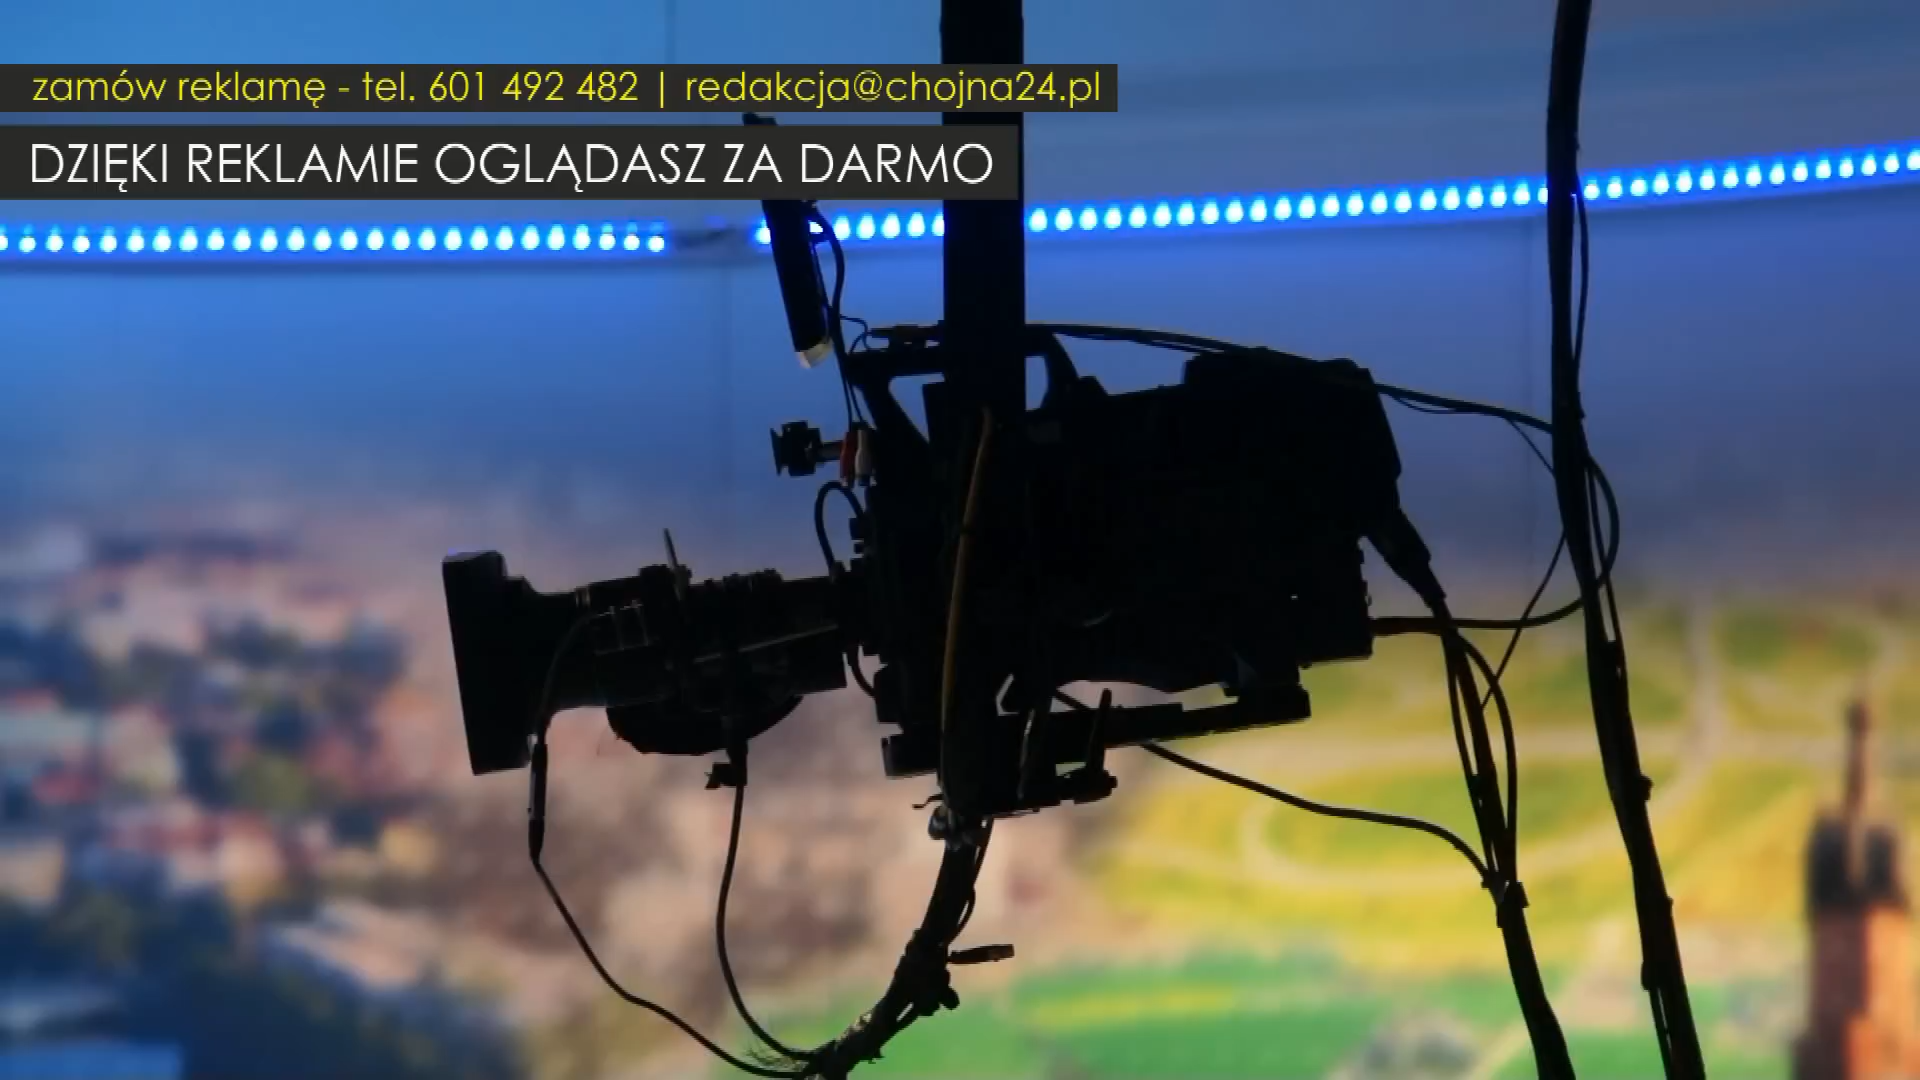 zamów reklamę - tel. 601 492 482 | redakcja@chojna24.pl
DZIĘKI REKLAMIE OGLĄDASZ ZA DARMO